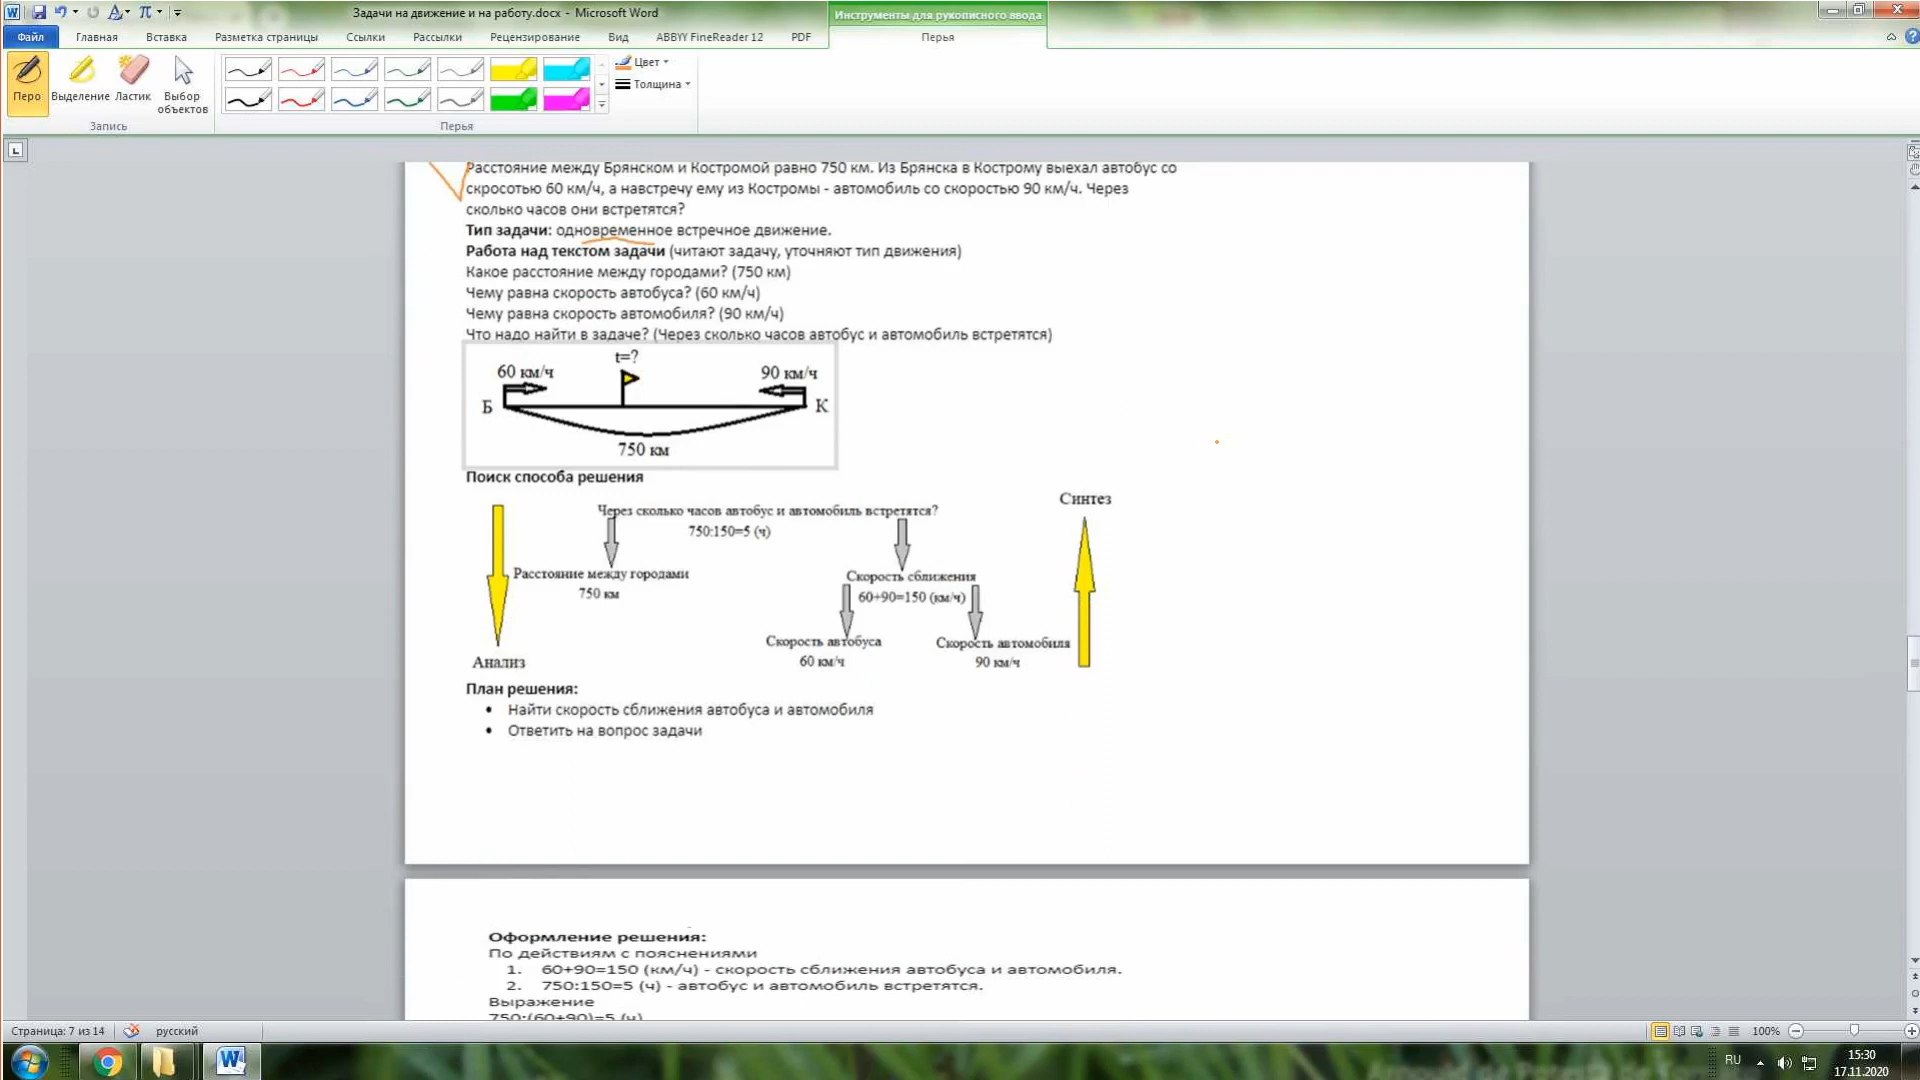 Задачи на движение и на работу.docx - Microsoft Word
Инструменты для рукописного ввода
Файл Главная Вставка Разметка страницы Ссылки Рассылки Рецензирование Вид ABBYY FineReader 12 PDF Перья
Цвет
Толщина
Перо Выделение Ластик Выбор объектов
Запись Перья
Расстояние между Брянском и Костромой равно 750 км. Из Брянска в Кострому выехал автобус со
скросотью 60 км/ч, а навстречу ему из Костромы - автомобиль со скоростью 90 км/ч. Через
сколько часов они встретятся?
Тип задачи: одновременное встречное движение.
Работа над текстом задачи (читают задачу, уточняют тип движения)
Какое расстояние между городами? (750 км)
Чему равна скорость автобуса? (60 км/ч)
Чему равна скорость автомобиля? (90 км/ч)
Что надо найти в задаче? (Через сколько часов автобус и автомобиль встретятся)
t=?
60 км/ч 90 км/ч
Б К
750 км
Поиск способа решения
Синтез
Через сколько часов автобус и автомобиль встретятся?
750:150=5 (ч)
Расстояние между городами Скорость сближения
750 км 60+90=150 (км/ч)
Скорость автобуса Скорость автомобиля
60 км/ч 90 км/ч
Анализ
План решения:
• Найти скорость сближения автобуса и автомобиля
• Ответить на вопрос задачи
Оформление решения:
По действиям с пояснениями
1. 60+90=150 (км/ч) - скорость сближения автобуса и автомобиля.
2. 750:150=5 (ч) - автобус и автомобиль встретятся.
Выражение
750:(60+90)=5 (ч)
Страница: 7 из 14 русский 100%
RU 15:30
17.11.2020